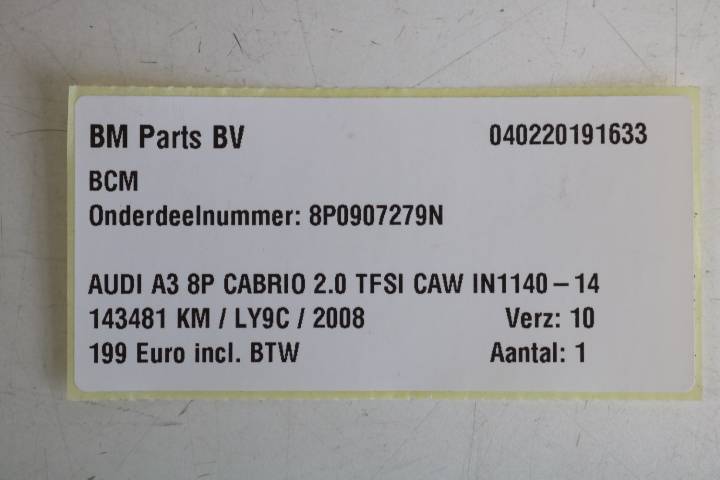 BM Parts BV 040220191633
BCM
Onderdeelnummer: 8P0907279N
AUDI A3 8P CABRIO 2.0 TFSI CAW IN1140-14
143481 KM / LY9C / 2008 Verz: 10
199 Euro incl. BTW Aantal: 1